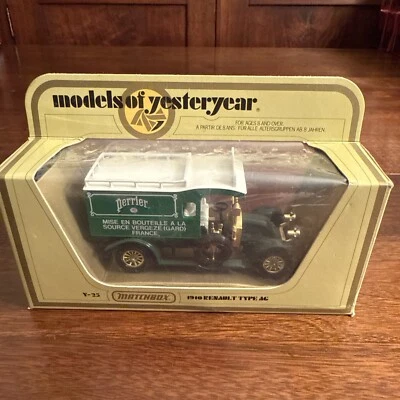 models of yesteryear®
FOR AGES 8 AND OVER.
A PARTIR DE 8 ANS. FÜR ALLE ALTERSGRUPPEN AB 8 JAHREN.
Perrier
MISE EN BOUTEILLE A LA
SOURCE VERGEZE (GARD)
FRANCE
Y-25 MATCHBOX 1910 RENAULT TYPE AG